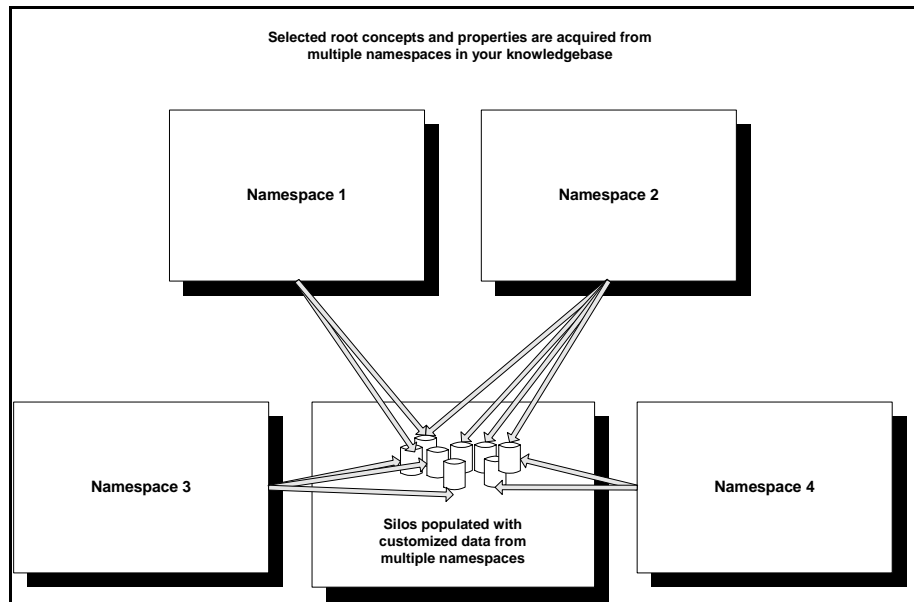 Selected root concepts and properties are acquired from
multiple namespaces in your knowledgebase
Namespace 1
Namespace 2
Namespace 3
Namespace 4
Silos populated with
customized data from
multiple namespaces